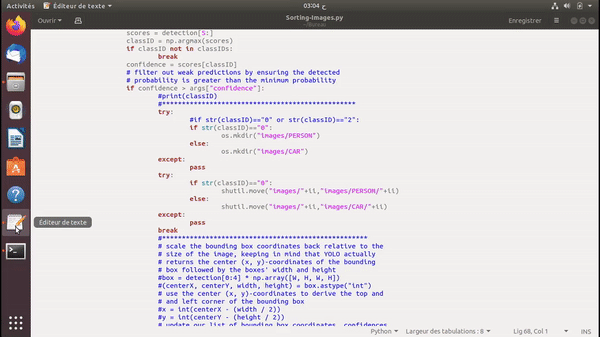 Activités
Éditeur de texte
03:04 ح
Ouvrir
Sorting-Images.py
~/Bureau
Enregistrer
scores = detection[5:]
classID = np.argmax(scores)
if classID not in classIDs:
break
confidence = scores[classID]
# filter out weak predictions by ensuring the detected
# probability is greater than the minimum probability
if confidence > args["confidence"]:
#print(classID)
#**************************************************
try:
#if str(classID)=="0" or str(classID)=="2":
if str(classID)=="0":
os.mkdir("images/PERSON")
else:
os.mkdir("images/CAR")
except:
pass
try:
if str(classID)=="0":
shutil.move("images/"+ii,"images/PERSON/"+ii)
else:
shutil.move("images/"+ii,"images/CAR/"+ii)
except:
pass
break
#*****************************************************
# scale the bounding box coordinates back relative to the
# size of the image, keeping in mind that YOLO actually
# returns the center (x, y)-coordinates of the bounding
# box followed by the boxes' width and height
#box = detection[0:4] * np.array([W, H, W, H])
#(centerX, centerY, width, height) = box.astype("int")
# use the center (x, y)-coordinates to derive the top and
# and left corner of the bounding box
#x = int(centerX - (width / 2))
#y = int(centerY - (height / 2))
# update our list of bounding box coordinates, confidences
Éditeur de texte
Python
Largeur des tabulations : 8
Lig 68, Col 1
INS